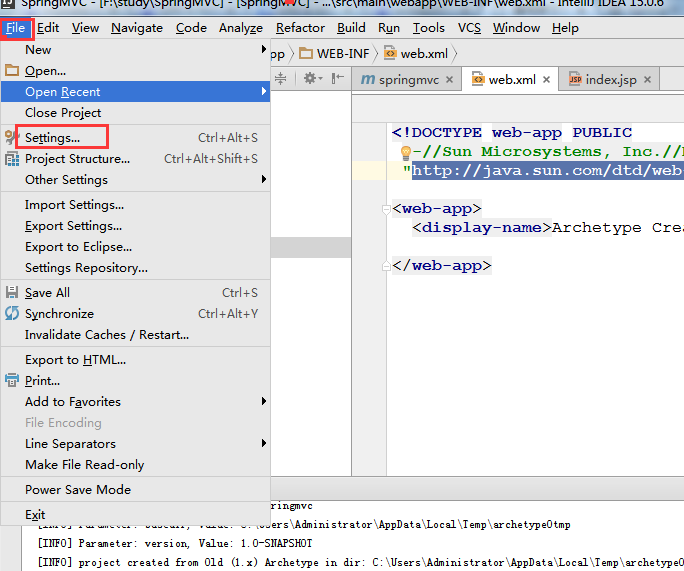 SpringMVC - [F:\study\SpringMVC] - [SpringMVC] - ...\src\main\webapp\WEB-INF\web.xml - IntelliJ IDEA 15.0.6
File Edit View Navigate Code Analyze Refactor Build Run Tools VCS Window Help
WEB-INF web.xml
springmvc web.xml index.jsp
New
Open...
Open Recent
Close Project
Settings... Ctrl+Alt+S
Project Structure... Ctrl+Alt+Shift+S
Other Settings
Import Settings...
Export Settings...
Export to Eclipse...
Settings Repository...
Save All Ctrl+S
Synchronize Ctrl+Alt+Y
Invalidate Caches / Restart...
Export to HTML...
Print...
Add to Favorites
File Encoding
Line Separators
Make File Read-only
Power Save Mode
Exit
<!DOCTYPE web-app PUBLIC
-//Sun Microsystems, Inc.//
"http://java.sun.com/dtd/web
<web-app>
<display-name>Archetype Crea
</web-app>
[INFO] Parameter: basedir, Value: C:\Users\Administrator\AppData\Local\Temp\archetype0tmp
[INFO] Parameter: version, Value: 1.0-SNAPSHOT
[INFO] project created from Old (1.x) Archetype in dir: C:\Users\Administrator\AppData\Local\Temp\archetype0